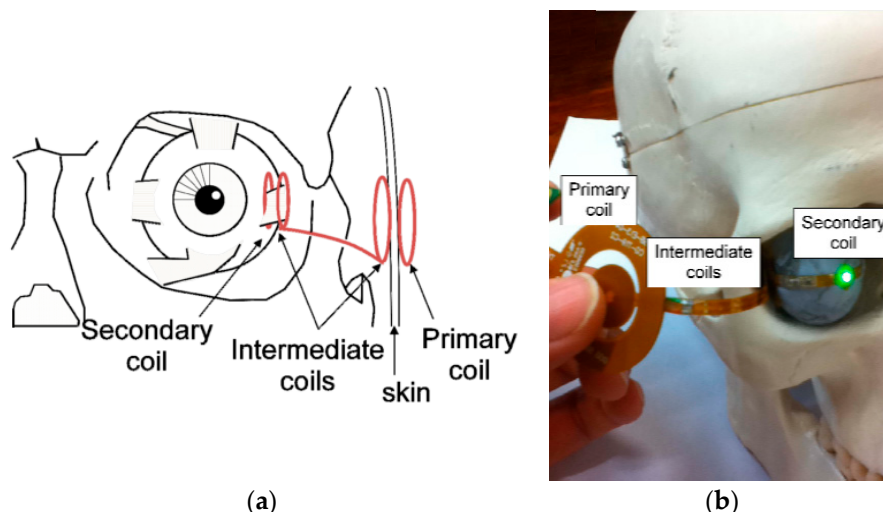 Secondary
coil
Intermediate
coils
skin
Primary
coil
(a)
Primary
coil
Intermediate
coils
Secondary
coil
(b)